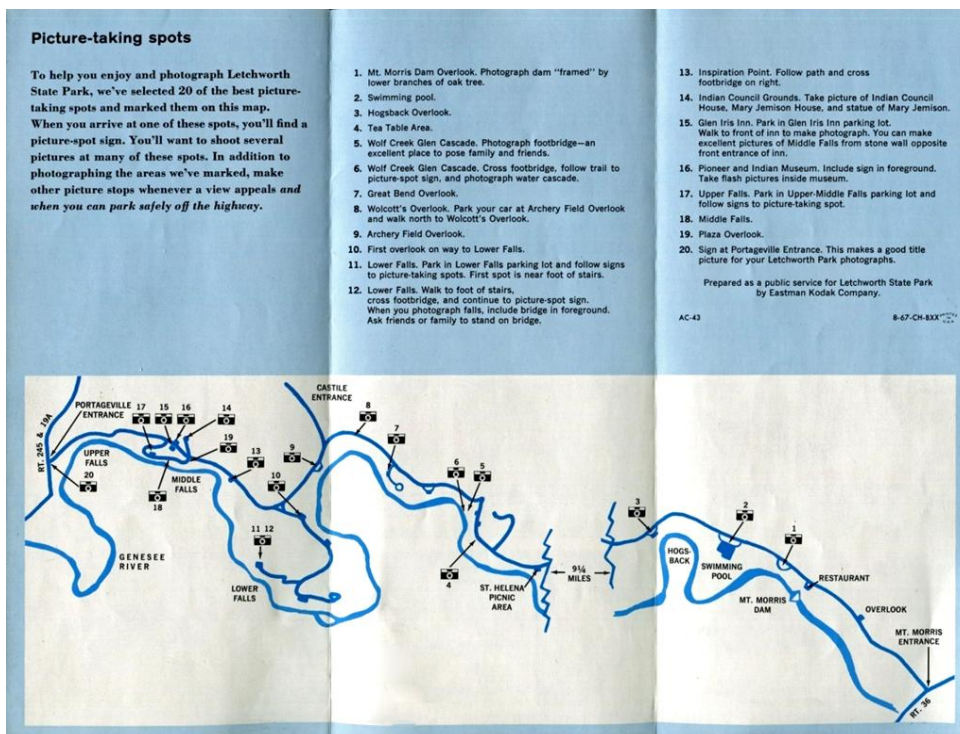 Picture-taking spots
To help you enjoy and photograph Letchworth
State Park, we've selected 20 of the best picture-
taking spots and marked them on this map.
When you arrive at one of these spots, you'll find a
picture-spot sign. You'll want to shoot several
pictures at many of these spots. In addition to
photographing the areas we've marked, make
other picture stops whenever a view appeals and
when you can park safely off the highway.
1. Mt. Morris Dam Overlook. Photograph dam "framed" by
lower branches of oak tree.
2. Swimming pool.
3. Hogsback Overlook.
4. Tea Table Area.
5. Wolf Creek Glen Cascade. Photograph footbridge—an
excellent place to pose family and friends.
6. Wolf Creek Glen Cascade. Cross footbridge, follow trail to
picture-spot sign, and photograph water cascade.
7. Great Bend Overlook.
8. Wolcott's Overlook. Park your car at Archery Field Overlook
and walk north to Wolcott's Overlook.
9. Archery Field Overlook.
10. First overlook on way to Lower Falls.
11. Lower Falls. Park in Lower Falls parking lot and follow signs
to picture-taking spots. First spot is near foot of stairs.
12. Lower Falls. Walk to foot of stairs,
cross footbridge, and continue to picture-spot sign.
When you photograph falls, include bridge in foreground.
Ask friends or family to stand on bridge.
13. Inspiration Point. Follow path and cross
footbridge on right.
14. Indian Council Grounds. Take picture of Indian Council
House, Mary Jemison House, and statue of Mary Jemison.
15. Glen Iris Inn. Park in Glen Iris Inn parking lot.
Walk to front of inn to make photograph. You can make
excellent pictures of Middle Falls from stone wall opposite
front entrance of inn.
16. Pioneer and Indian Museum. Include sign in foreground.
Take flash pictures inside museum.
17. Upper Falls. Park in Upper-Middle Falls parking lot and
follow signs to picture-taking spot.
18. Middle Falls.
19. Plaza Overlook.
20. Sign at Portageville Entrance. This makes a good title
picture for your Letchworth Park photographs.
Prepared as a public service for Letchworth State Park
by Eastman Kodak Company.
AC-43
8-67-CH-BXX
RT. 245 & 19A
PORTAGEVILLE
ENTRANCE
17
15
16
14
CASTILE
ENTRANCE
8
7
UPPER
FALLS
20
18
MIDDLE
FALLS
19
13
9
10
6
5
11 12
GENESEE
RIVER
LOWER
FALLS
4
ST. HELENA
PICNIC
AREA
9¼
MILES
3
HOGS-
BACK
2
SWIMMING
POOL
1
RESTAURANT
MT. MORRIS
DAM
OVERLOOK
MT. MORRIS
ENTRANCE
RT. 36